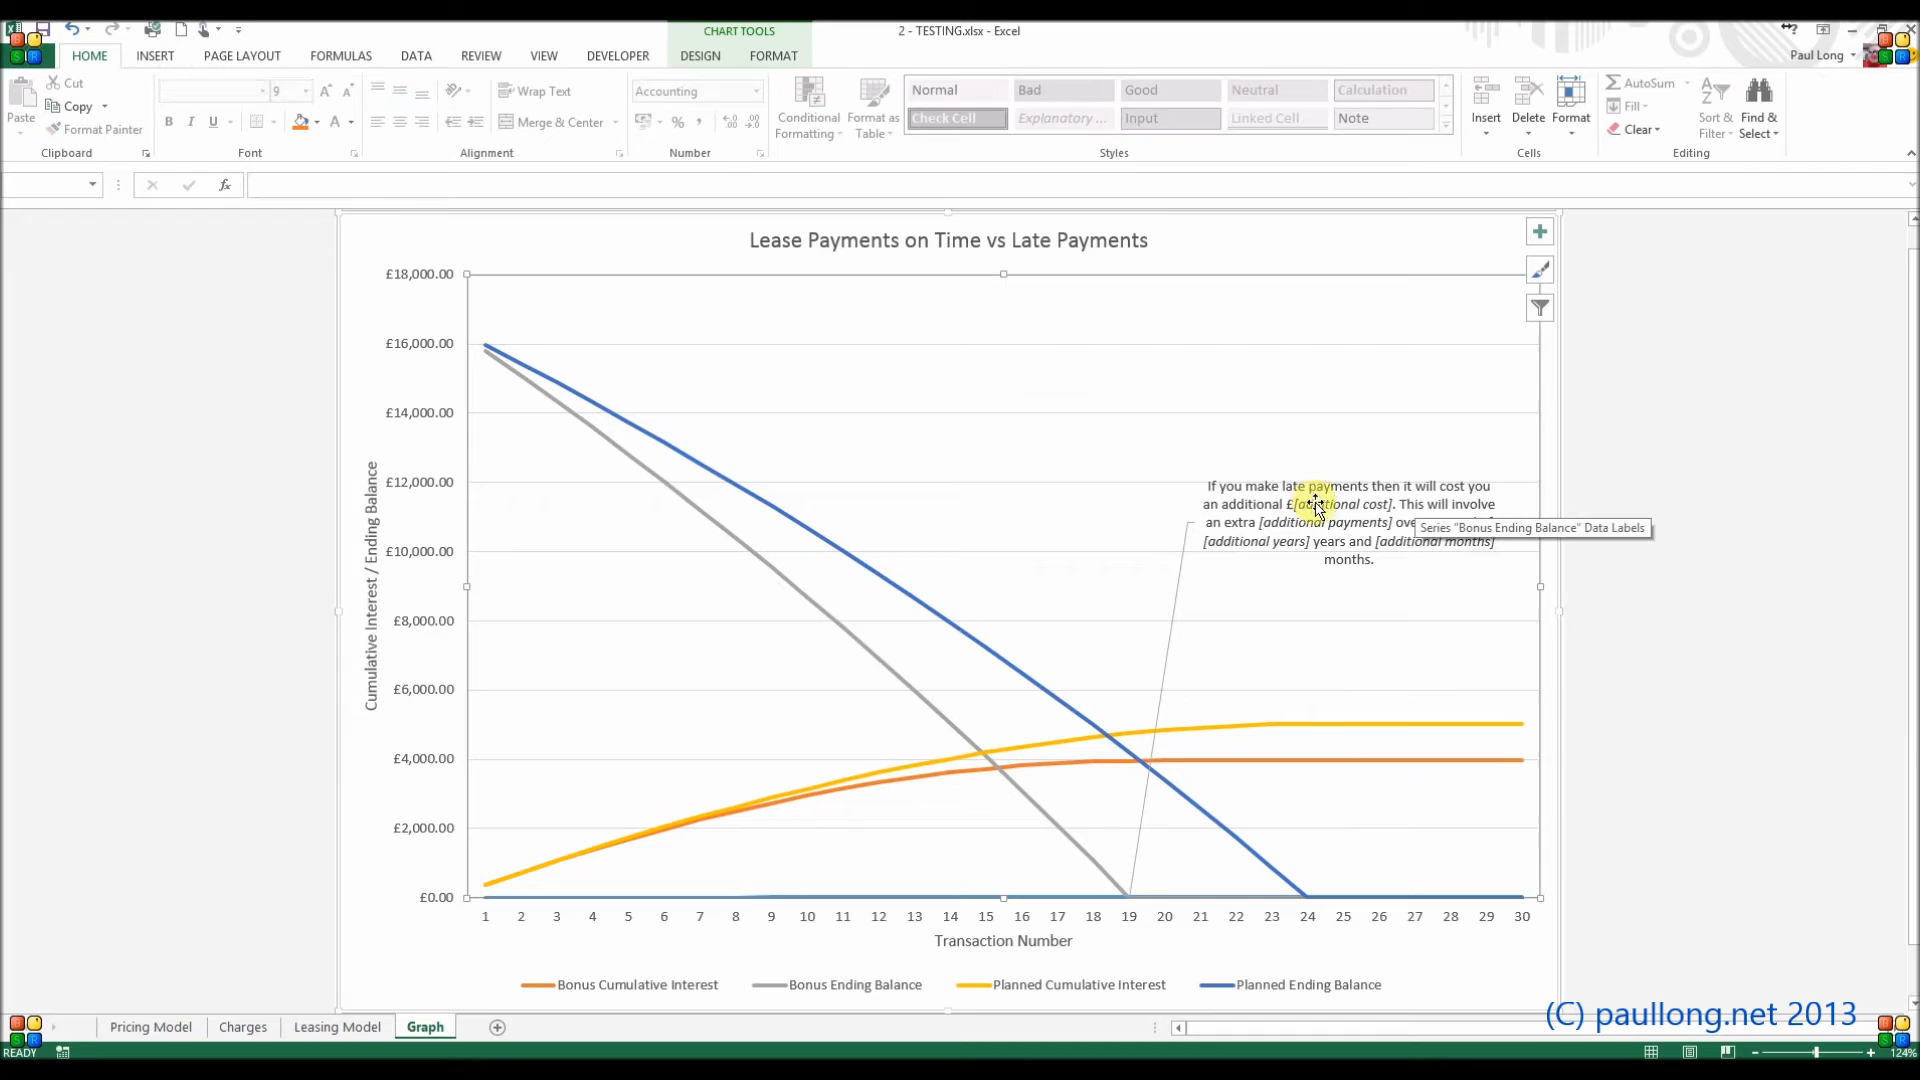 CHART TOOLS
2 - TESTING.xlsx - Excel
HOME INSERT PAGE LAYOUT FORMULAS DATA REVIEW VIEW DEVELOPER DESIGN FORMAT
Paul Long
Paste
Cut
Copy
Format Painter
Clipboard
9
B I U
Font
Wrap Text
Merge & Center
Alignment
Accounting
%
Number
Conditional
Formatting
Format as
Table
Normal Bad Good Neutral Calculation
Check Cell Explanatory ... Input Linked Cell Note
Styles
Insert Delete Format
Cells
AutoSum
Fill
Clear
Sort &
Filter
Find &
Select
Editing
fx
Lease Payments on Time vs Late Payments
£18,000.00
£16,000.00
£14,000.00
£12,000.00
£10,000.00
£8,000.00
£6,000.00
£4,000.00
£2,000.00
£0.00
Cumulative Interest / Ending Balance
If you make late payments then it will cost you
an additional £[additional cost]. This will involve
an extra [additional payments]
[additional years] years and [additional months]
months.
Series "Bonus Ending Balance" Data Labels
1 2 3 4 5 6 7 8 9 10 11 12 13 14 15 16 17 18 19 20 21 22 23 24 25 26 27 28 29 30
Transaction Number
Bonus Cumulative Interest Bonus Ending Balance Planned Cumulative Interest Planned Ending Balance
(C) paullong.net 2013
Pricing Model Charges Leasing Model Graph
READY
124%